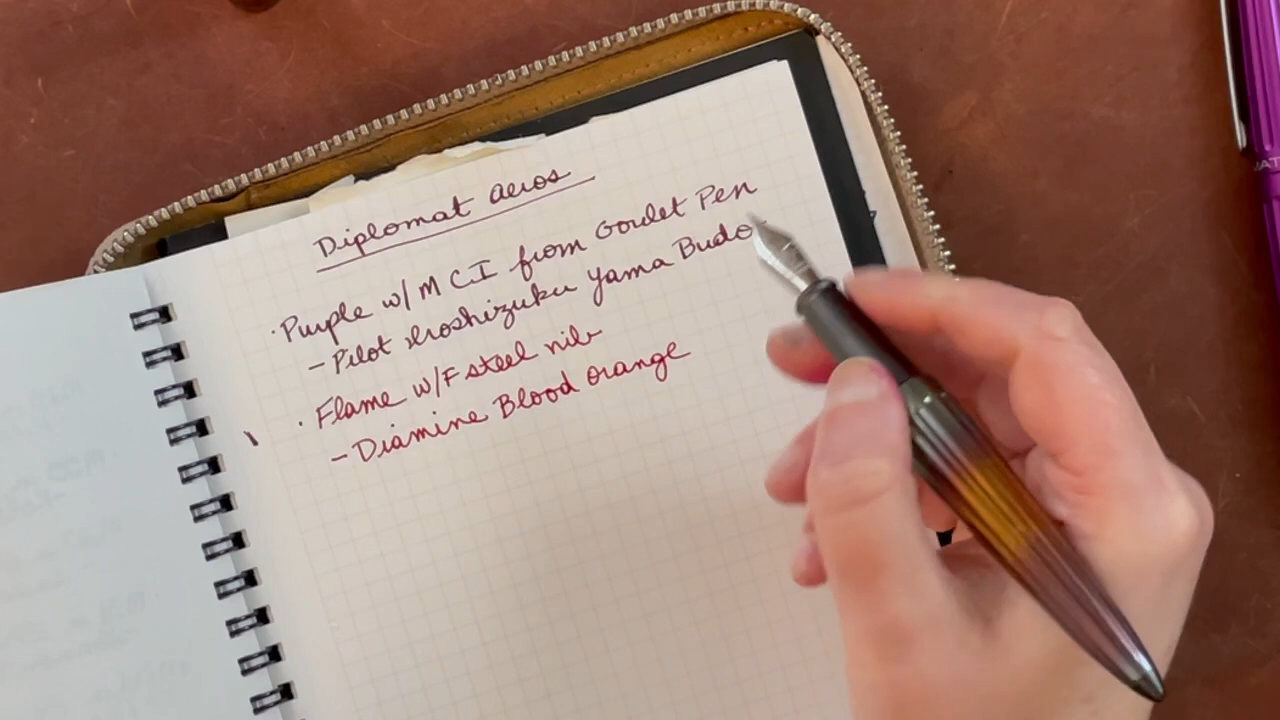 Diplomat Aeros
· Purple w/ M CI from Goulet Pen
- Pilot Iroshizuku Yama Budo
· Flame w/F steel nib
- Diamine Blood Orange